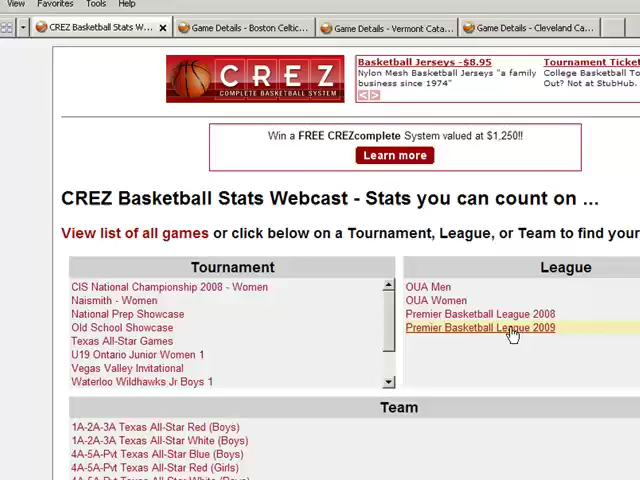 View Favorites Tools Help
CREZ Basketball Stats W... Game Details - Boston Celtic... Game Details - Vermont Cata... Game Details - Cleveland Ca...
CREZ
COMPLETE BASKETBALL SYSTEM
Basketball Jerseys -$8.95
Nylon Mesh Basketball Jerseys "a family
business since 1974"
Tournament Ticket
College Basketball To
Out? Not at StubHub.
Win a FREE CREZcomplete System valued at $1,250!!
Learn more
CREZ Basketball Stats Webcast - Stats you can count on ...
View list of all games or click below on a Tournament, League, or Team to find your
Tournament
CIS National Championship 2008 - Women
Naismith - Women
National Prep Showcase
Old School Showcase
Texas All-Star Games
U19 Ontario Junior Women 1
Vegas Valley Invitational
Waterloo Wildhawks Jr Boys 1
League
OUA Men
OUA Women
Premier Basketball League 2008
Premier Basketball League 2009
Team
1A-2A-3A Texas All-Star Red (Boys)
1A-2A-3A Texas All-Star White (Boys)
4A-5A-Pvt Texas All-Star Blue (Boys)
4A-5A-Pvt Texas All-Star Red (Girls)